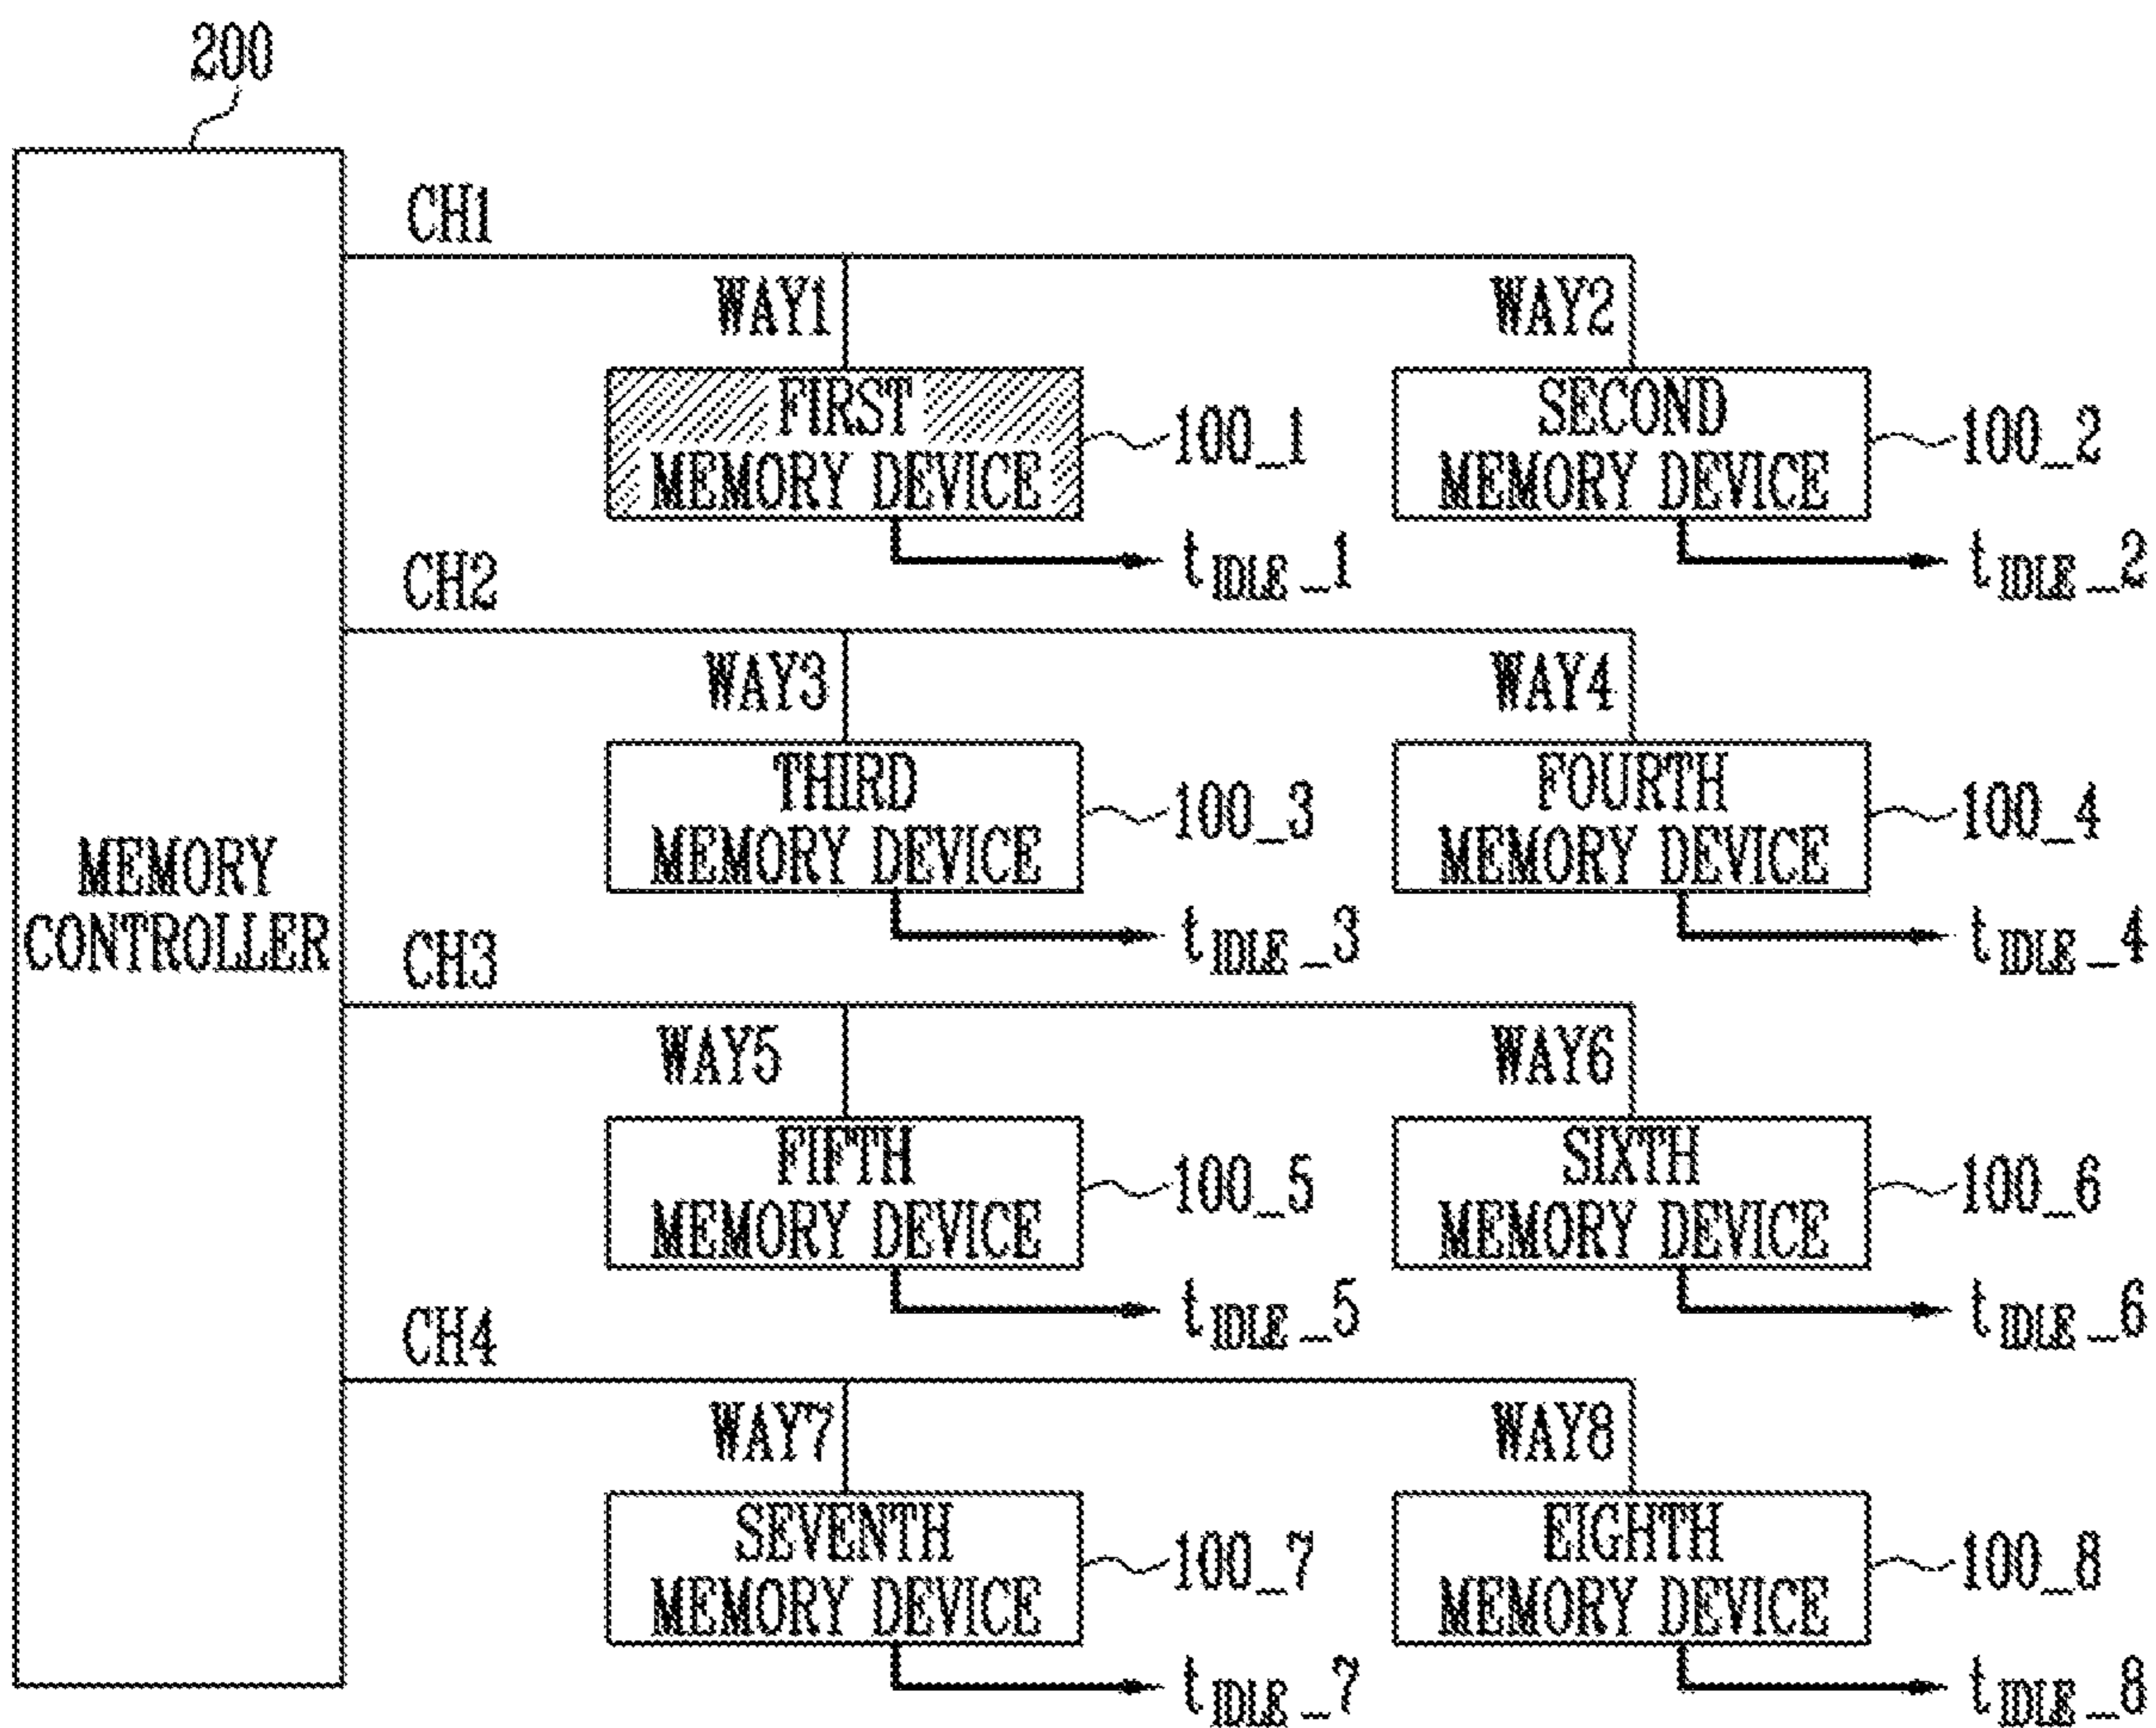 200
CH1
WAY1
WAY2
FIRST
MEMORY DEVICE
100_1
SECOND
MEMORY DEVICE
100_2
tIDLE_1
tIDLE_2
CH2
WAY3
WAY4
THIRD
MEMORY DEVICE
100_3
FOURTH
MEMORY DEVICE
100_4
MEMORY
CONTROLLER
tIDLE_3
tIDLE_4
CH3
WAY5
WAY6
FIFTH
MEMORY DEVICE
100_5
SIXTH
MEMORY DEVICE
100_6
tIDLE_5
tIDLE_6
CH4
WAY7
WAY8
SEVENTH
MEMORY DEVICE
100_7
EIGHTH
MEMORY DEVICE
100_8
tIDLE_7
tIDLE_8